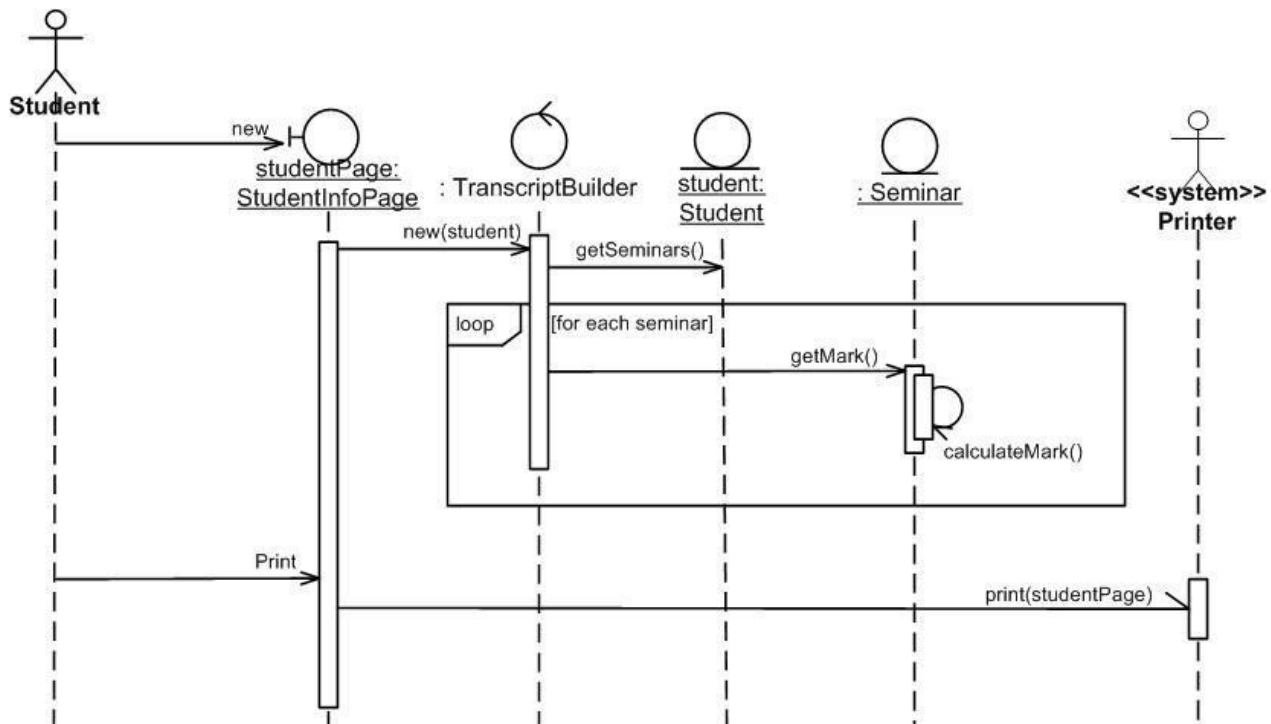 Student
new
studentPage:
StudentInfoPage
: TranscriptBuilder
student:
Student
: Seminar
<<system>>
Printer
new(student)
getSeminars()
loop
[for each seminar]
getMark()
calculateMark()
Print
print(studentPage)